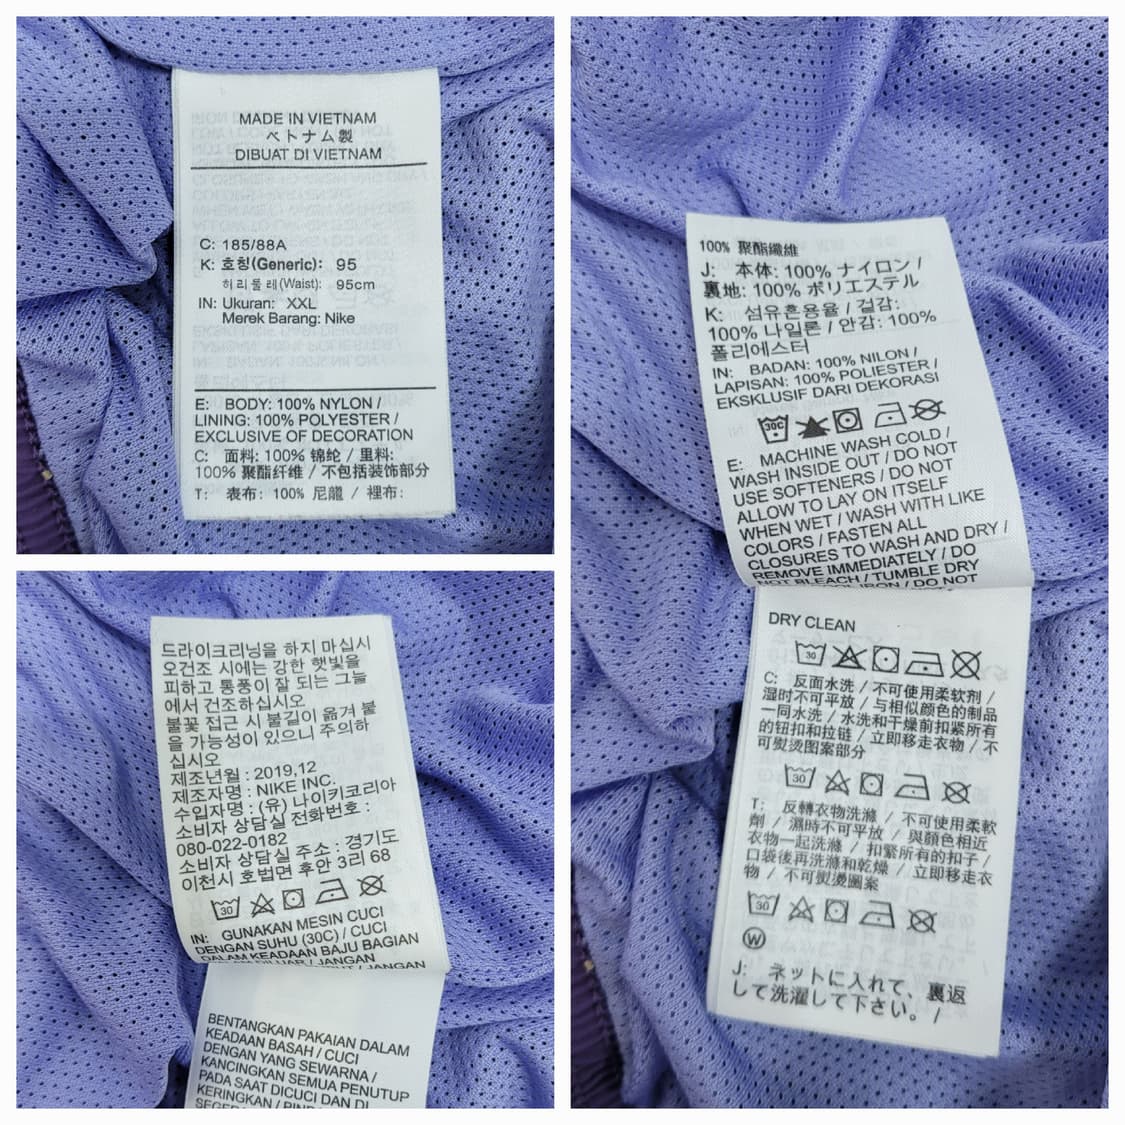 MADE IN VIETNAM
ベトナム製
DIBUAT DI VIETNAM
C: 185/88A
K: 호칭(Generic): 95
허리둘레(Waist): 95cm
IN: Ukuran: XXL
Merek Barang: Nike
E: BODY: 100% NYLON /
LINING: 100% POLYESTER /
EXCLUSIVE OF DECORATION
C: 面料: 100% 锦纶 / 里料:
100% 聚酯纤维 / 不包括装饰部分
T: 表布: 100% 尼龍 / 裡布:
100% 聚酯纖維
J: 本体: 100% ナイロン /
裏地: 100% ポリエステル
K: 섬유혼용율 / 겉감:
100% 나일론 / 안감: 100%
폴리에스터
IN: BADAN: 100% NILON /
LAPISAN: 100% POLIESTER /
EKSKLUSIF DARI DEKORASI
30C
E: MACHINE WASH COLD /
WASH INSIDE OUT / DO NOT
USE SOFTENERS / DO NOT
ALLOW TO LAY ON ITSELF
WHEN WET / WASH WITH LIKE
COLORS / FASTEN ALL
CLOSURES TO WASH AND DRY /
REMOVE IMMEDIATELY / DO
NOT BLEACH / TUMBLE DRY
IRON / DO NOT
DRY CLEAN
30
C: 反面水洗 / 不可使用柔软剂 /
湿时不可平放 / 与相似颜色的制品
一同水洗 / 水洗和干燥前扣紧所有
的钮扣和拉链 / 立即移走衣物 / 不
可熨烫图案部分
30
T: 反轉衣物洗滌 / 不可使用柔軟
劑 / 濕時不可平放 / 與顏色相近
衣物一起洗滌 / 扣緊所有的扣子 /
口袋後再洗滌和乾燥 / 立即移走衣
物 / 不可熨燙圖案
30
W
J: ネットに入れて、裏返
して洗濯して下さい。 /
드라이크리닝을 하지 마십시
오건조 시에는 강한 햇빛을
피하고 통풍이 잘 되는 그늘
에서 건조하십시오
불꽃 접근 시 불길이 옮겨 붙
을 가능성이 있으니 주의하
십시오
제조년월 : 2019,12
제조자명 : NIKE INC.
수입자명 : (유) 나이키코리아
소비자 상담실 전화번호 :
080-022-0182
소비자 상담실 주소 : 경기도
이천시 호법면 후안 3리 68
30
IN: GUNAKAN MESIN CUCI
DENGAN SUHU (30C) / CUCI
DALAM KEADAAN BAJU BAGIAN
DALAM DILUAR / JANGAN
/ JANGAN
BENTANGKAN PAKAIAN DALAM
KEADAAN BASAH / CUCI
DENGAN YANG SEWARNA /
KANCINGKAN SEMUA PENUTUP
PADA SAAT DICUCI DAN DI
KERINGKAN /